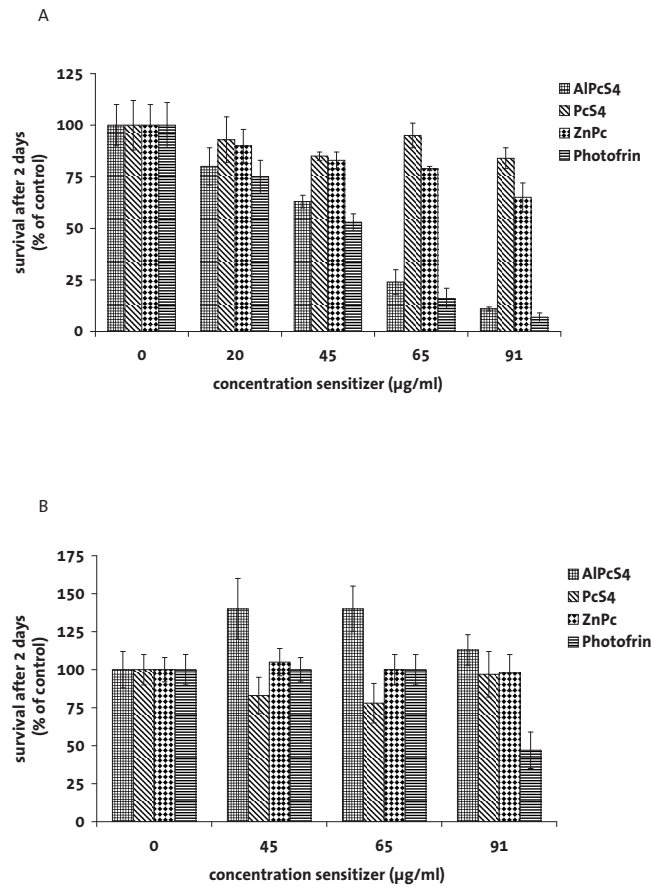 A
125
100
75
50
25
0
survival after 2 days
(% of control)
0 20 45 65 91
concentration sensitizer (µg/ml)
AlPcS4
PcS4
ZnPc
Photofrin
B
175
150
125
100
75
50
25
0
survival after 2 days
(% of control)
0 45 65 91
concentration sensitizer (µg/ml)
AlPcS4
PcS4
ZnPc
Photofrin